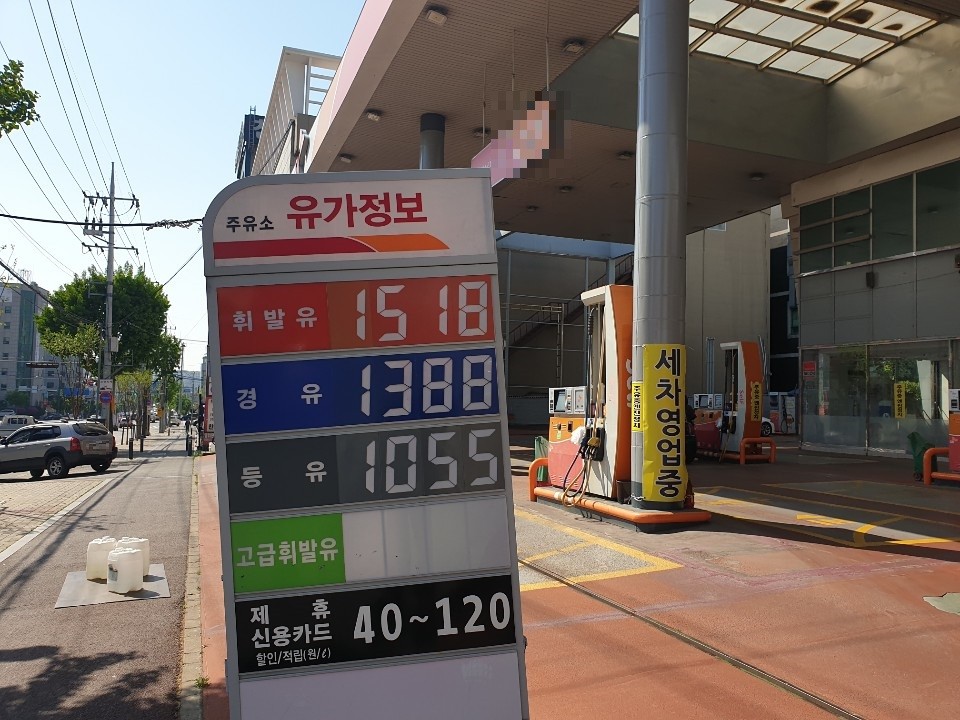 주유소 유가정보
휘발유 1518
경유 1388
등유 1055
고급휘발유
제휴
신용카드 40~120
할인/적립(원/ℓ)
세차영업중